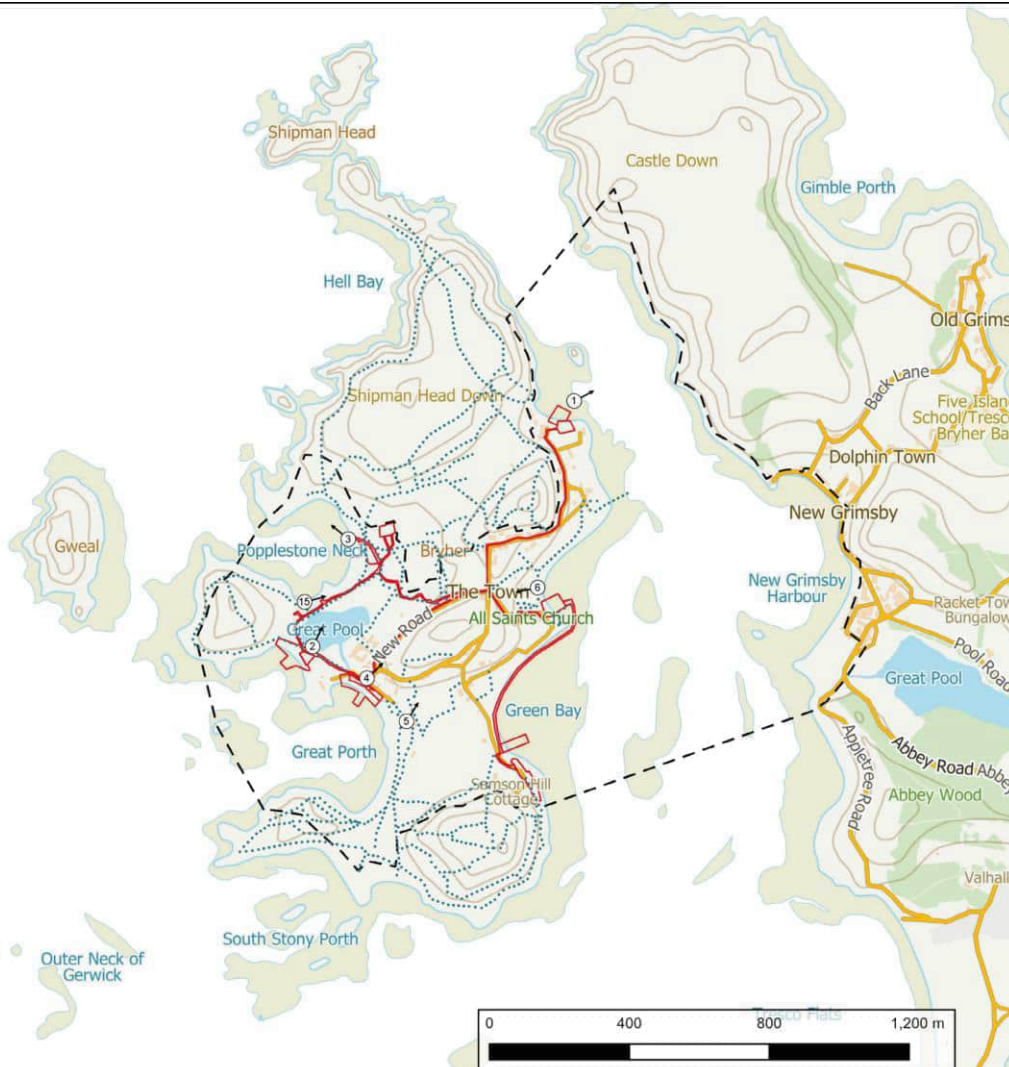 Shipman Head
Castle Down
Gimble Porth
Hell Bay
Old Grims
Back Lane
Shipman Head Down
1
Five Islan
School/Tresc
Bryher Ba
Dolphin Town
New Grimsby
3
Gweal
Popplestone Neck
Bryher
New Grimsby
Harbour
The Town
6
15
Racket Tow
Bungalow
All Saints Church
Great Pool
2
New Road
Pool Road
4
Great Pool
5
Green Bay
Great Porth
Appletree Road
Abbey Road
Abbey
Samson Hill
Cottage
Abbey Wood
Valhall
South Stony Porth
Outer Neck of
Gerwick
Tresco Flats
0 400 800 1,200 m